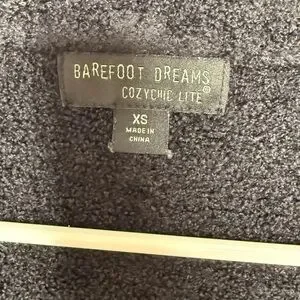 BAREFOOT DREAMS
COZYCHIC LITE®
XS
MADE IN
CHINA